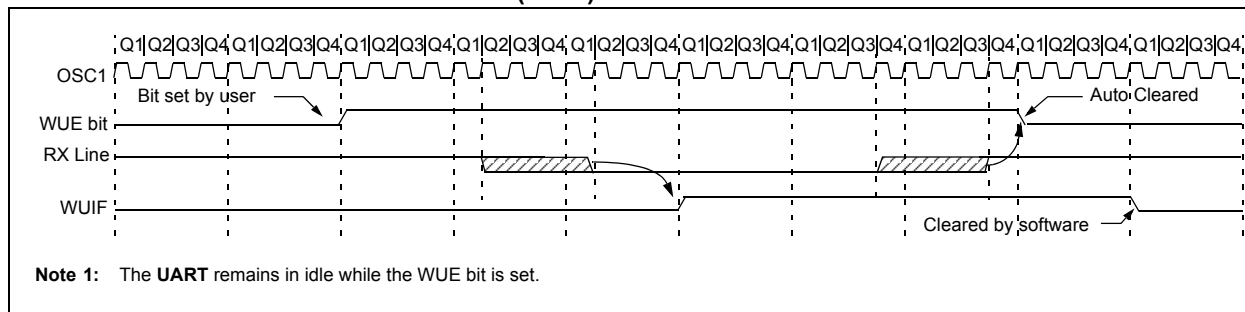 Q1|Q2|Q3|Q4|Q1|Q2|Q3|Q4|Q1|Q2|Q3|Q4|Q1|Q2|Q3|Q4|Q1|Q2|Q3|Q4|Q1|Q2|Q3|Q4|Q1|Q2|Q3|Q4|Q1|Q2|Q3|Q4|Q1|Q2|Q3|Q4|Q1|Q2|Q3|Q4
OSC1
Bit set by user
Auto Cleared
WUE bit
RX Line
WUIF
Cleared by software
Note 1: The UART remains in idle while the WUE bit is set.